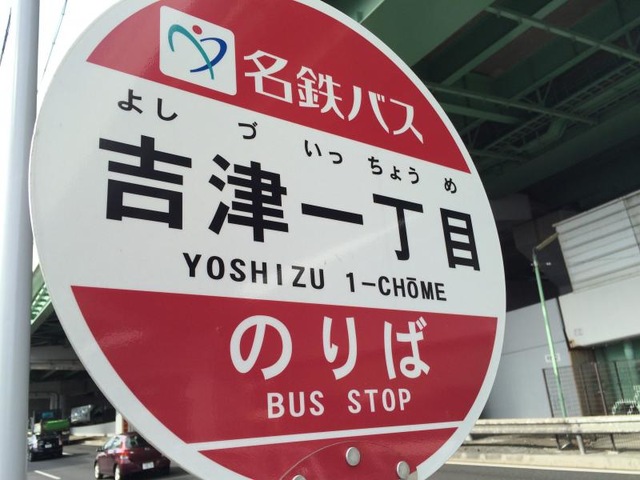 名鉄バス
よし づ いっ ちょう め
吉津一丁目
YOSHIZU 1-CHŌME
のりば
BUS STOP